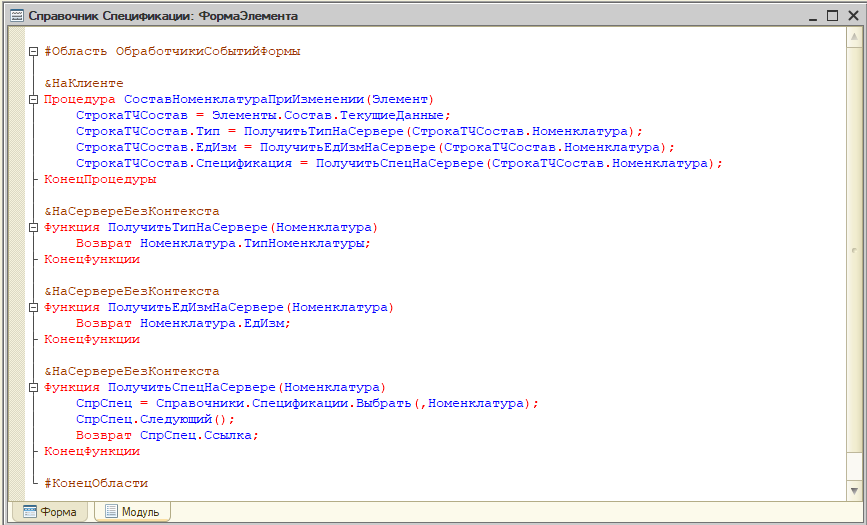 Справочник Спецификации: ФормаЭлемента
#Область ОбработчикиСобытийФормы
&НаКлиенте
Процедура СоставНоменклатураПриИзменении(Элемент)
СтрокаТЧСостав = Элементы.Состав.ТекущиеДанные;
СтрокаТЧСостав.Тип = ПолучитьТипНаСервере(СтрокаТЧСостав.Номенклатура);
СтрокаТЧСостав.ЕдИзм = ПолучитьЕдИзмНаСервере(СтрокаТЧСостав.Номенклатура);
СтрокаТЧСостав.Спецификация = ПолучитьСпецНаСервере(СтрокаТЧСостав.Номенклатура);
КонецПроцедуры
&НаСервереБезКонтекста
Функция ПолучитьТипНаСервере(Номенклатура)
Возврат Номенклатура.ТипНоменклатуры;
КонецФункции
&НаСервереБезКонтекста
Функция ПолучитьЕдИзмНаСервере(Номенклатура)
Возврат Номенклатура.ЕдИзм;
КонецФункции
&НаСервереБезКонтекста
Функция ПолучитьСпецНаСервере(Номенклатура)
СпрСпец = Справочники.Спецификации.Выбрать(,Номенклатура);
СпрСпец.Следующий();
Возврат СпрСпец.Ссылка;
КонецФункции
#КонецОбласти
Форма Модуль